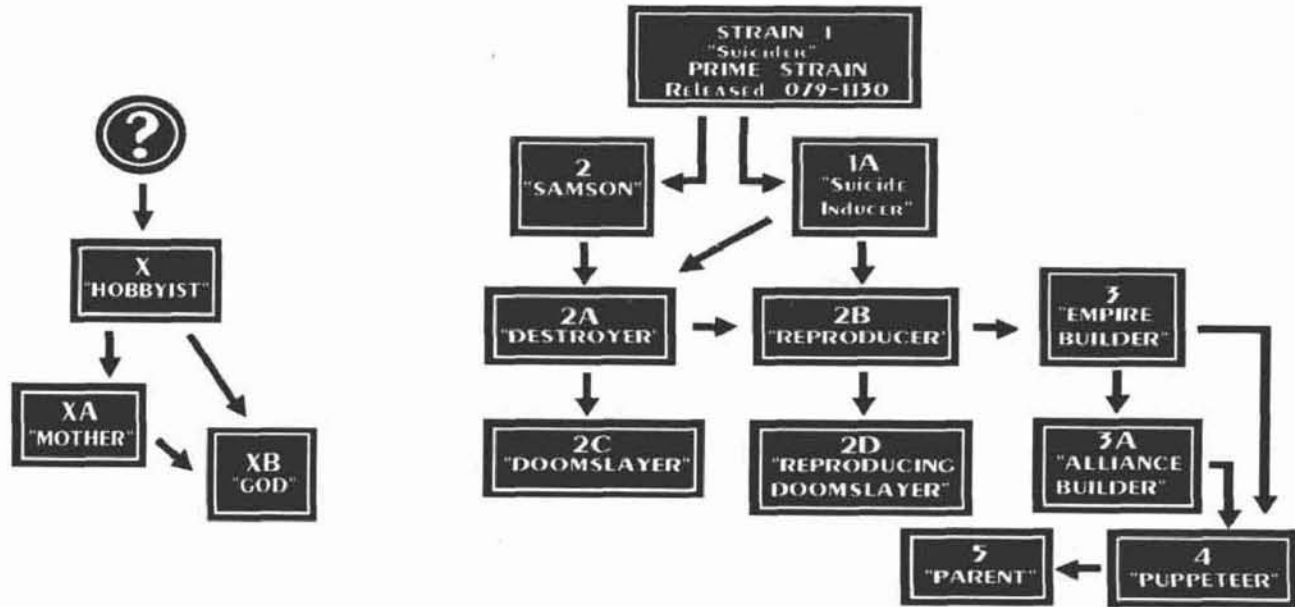 STRAIN 1
"Suicider"
PRIME STRAIN
Released 079-1130
?
2
"SAMSON"
1A
"Suicide
Inducer"
X
"HOBBYIST"
2A
"DESTROYER"
2B
"REPRODUCER"
3
"EMPIRE
BUILDER"
XA
"MOTHER"
XB
"GOD"
2C
"DOOMSLAYER"
2D
"REPRODUCING
DOOMSLAYER"
3A
"ALLIANCE
BUILDER"
5
"PARENT"
4
"PUPPETEER"